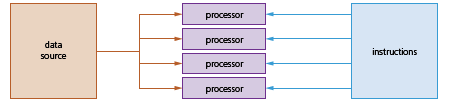 data
source
processor
processor
processor
processor
instructions